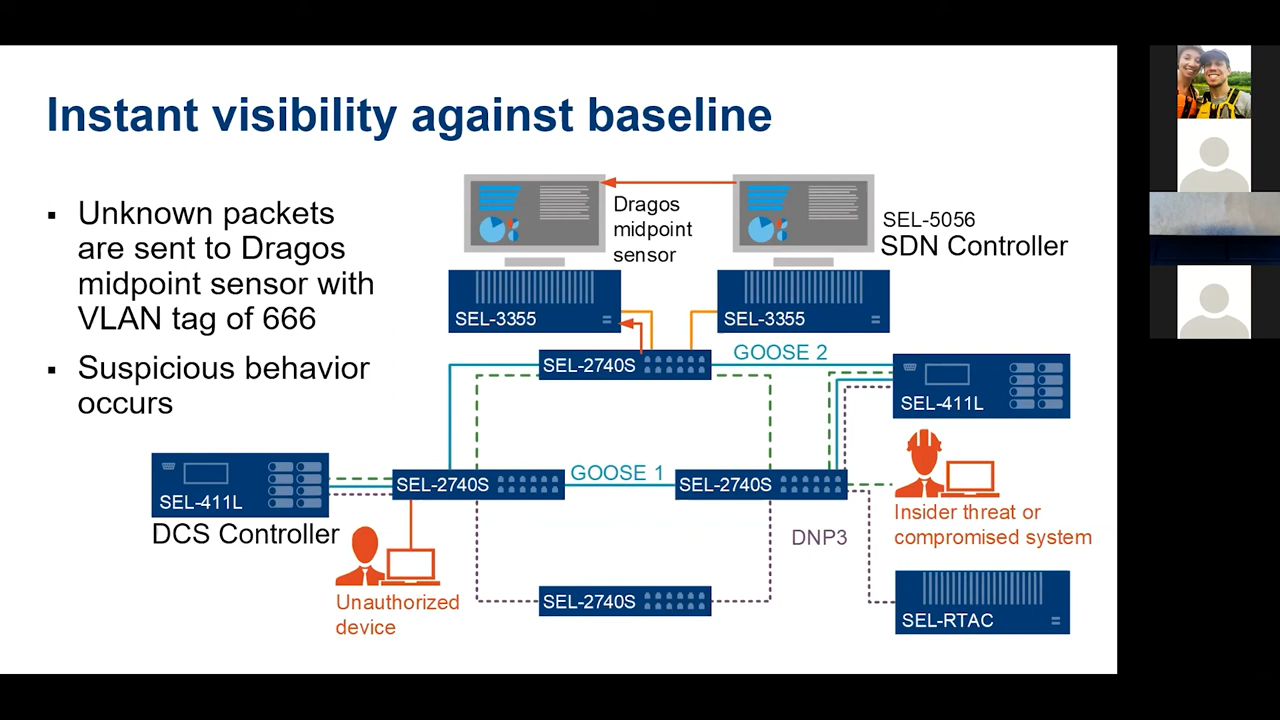 Instant visibility against baseline
▪ Unknown packets
are sent to Dragos
midpoint sensor with
VLAN tag of 666
▪ Suspicious behavior
occurs
Dragos
midpoint
sensor
SEL-5056
SDN Controller
SEL-3355
SEL-3355
SEL-2740S
GOOSE 2
SEL-411L
SEL-411L
DCS Controller
SEL-2740S
GOOSE 1
SEL-2740S
Insider threat or
compromised system
DNP3
Unauthorized
device
SEL-2740S
SEL-RTAC